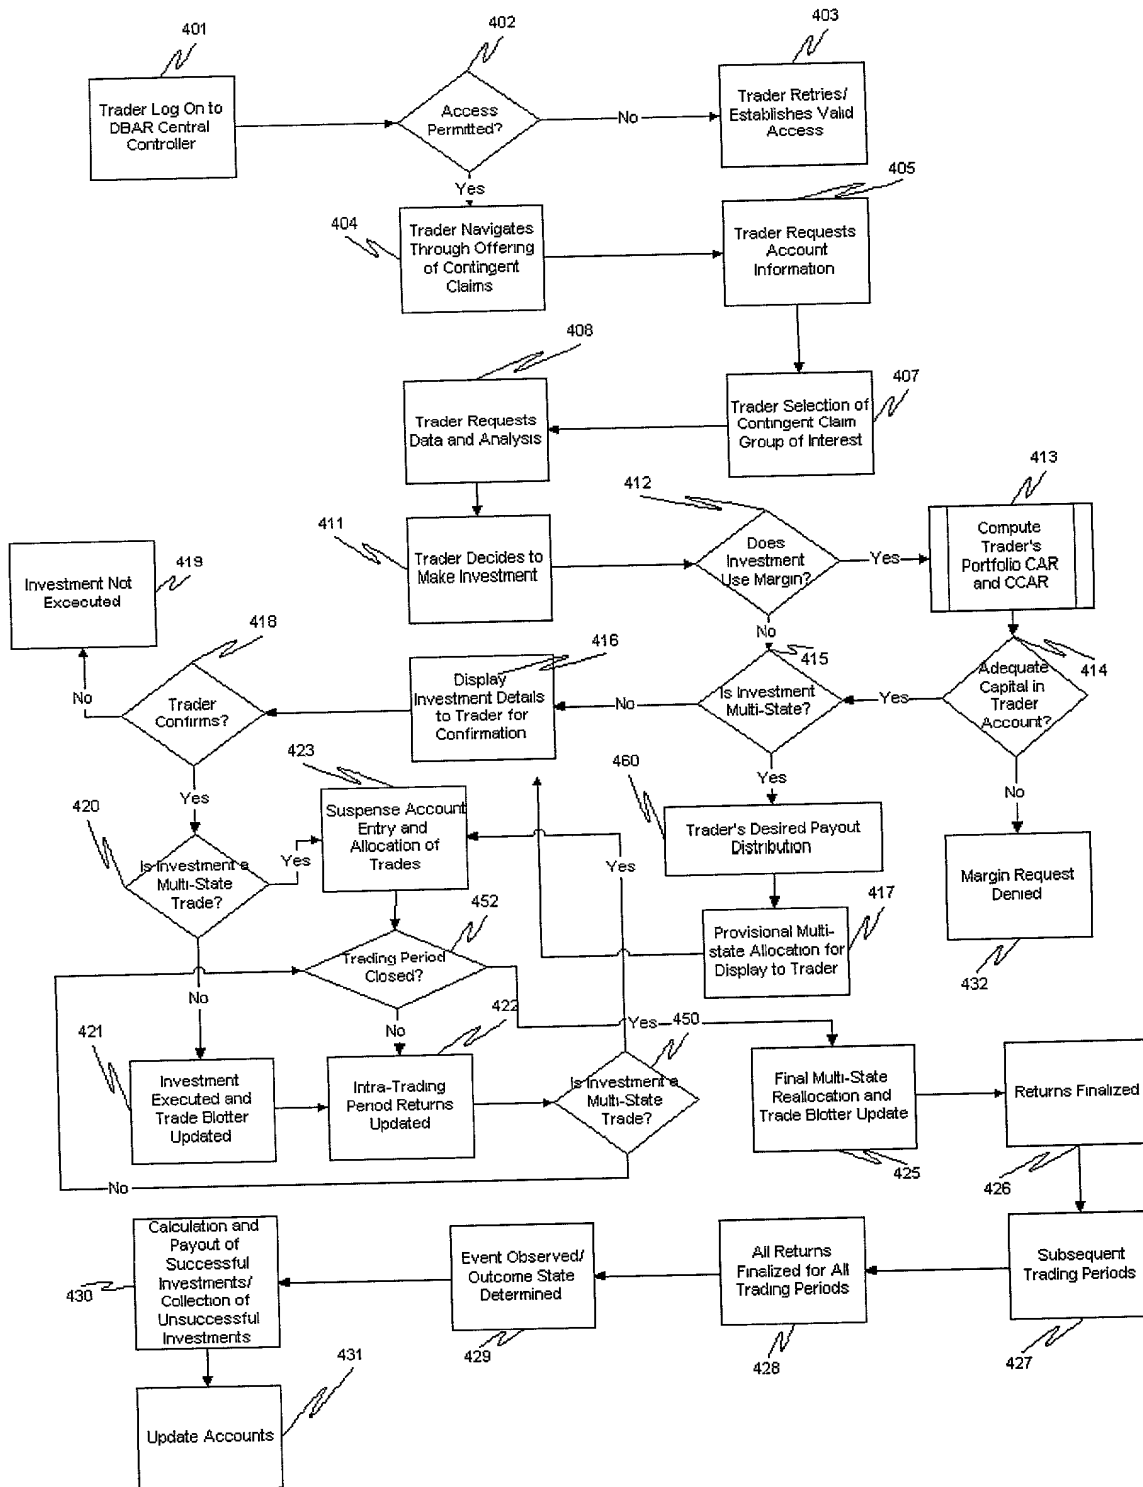 401
402
403
Trader Log On to
DBAR Central
Controller
Access
Permitted?
No
Trader Retries/
Establishes Valid
Access
Yes
404
405
Trader Navigates
Through Offering
of Contingent
Claims
Trader Requests
Account
Information
408
407
Trader Requests
Data and Analysis
Trader Selection of
Contingent Claim
Group of Interest
411
412
413
Trader Decides to
Make Investment
Does
Investment
Use Margin?
Yes
Compute
Trader's
Portfolio CAR
and CCAR
No
419
Investment Not
Excecuted
418
416
415
414
No
Trader
Confirms?
Display
Investment Details
to Trader for
Confirmation
No
Is Investment
Multi-State?
Yes
Adequate
Capital in
Trader
Account?
Yes
Yes
No
420
423
460
Is Investment a
Multi-State
Trade?
Yes
Suspense Account
Entry and
Allocation of
Trades
Yes
Trader's Desired Payout
Distribution
Margin Request
Denied
432
452
417
Trading Period
Closed?
Provisional Multi-
state Allocation for
Display to Trader
No
No
Yes
421
422
450
Investment
Executed and
Trade Blotter
Updated
Intra-Trading
Period Returns
Updated
Is Investment a
Multi-State
Trade?
Final Multi-State
Reallocation and
Trade Blotter Update
Returns Finalized
No
425
426
430
Calculation and
Payout of
Successful
Investments/
Collection of
Unsuccessful
Investments
Event Observed/
Outcome State
Determined
All Returns
Finalized for All
Trading Periods
Subsequent
Trading Periods
429
428
427
431
Update Accounts